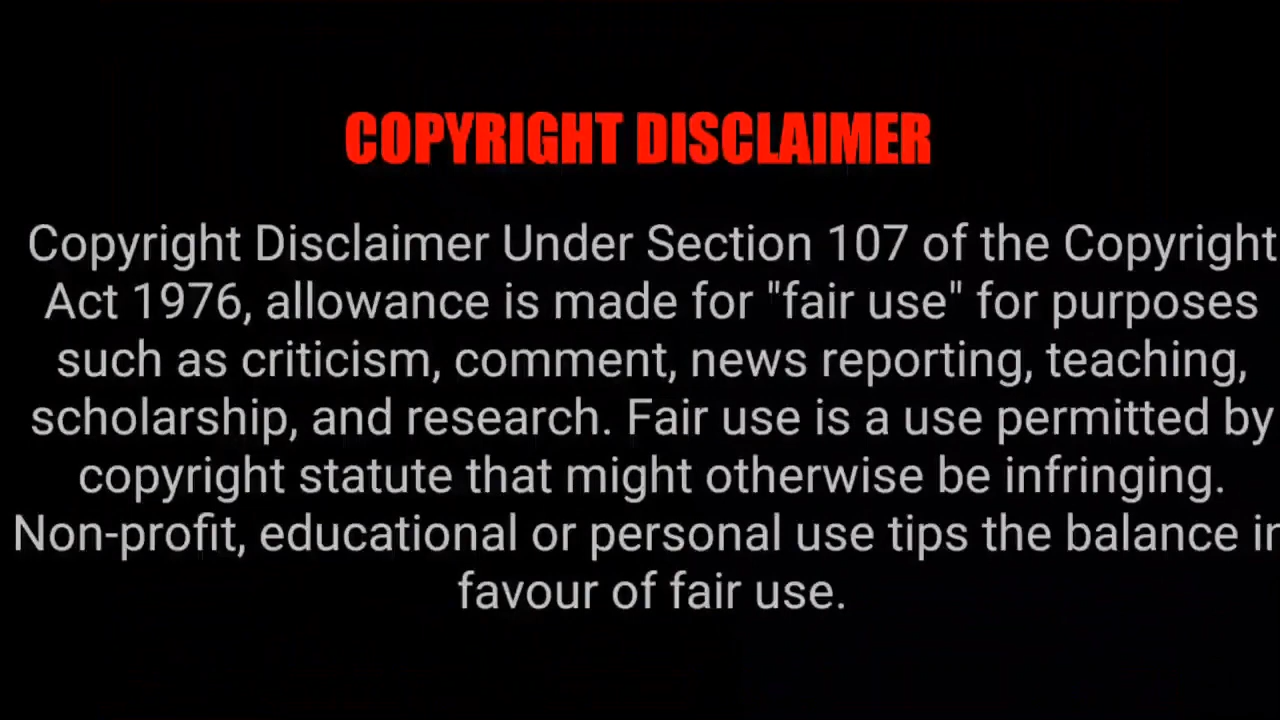 COPYRIGHT DISCLAIMER
Copyright Disclaimer Under Section 107 of the Copyright
Act 1976, allowance is made for "fair use" for purposes
such as criticism, comment, news reporting, teaching,
scholarship, and research. Fair use is a use permitted by
copyright statute that might otherwise be infringing.
Non-profit, educational or personal use tips the balance in
favour of fair use.